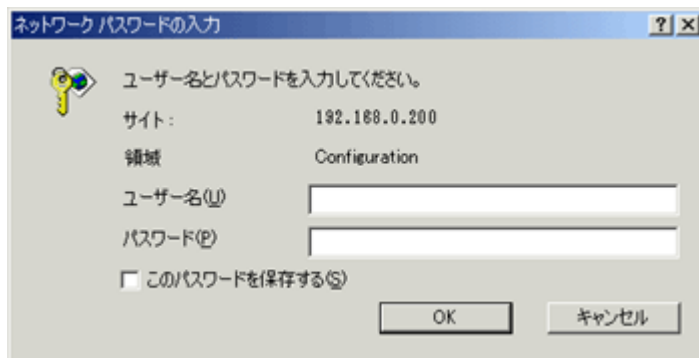 ネットワーク パスワードの入力
ユーザー名とパスワードを入力してください。
サイト: 192.168.0.200
領域 Configuration
ユーザー名(U)
パスワード(P)
このパスワードを保存する(S)
OK キャンセル